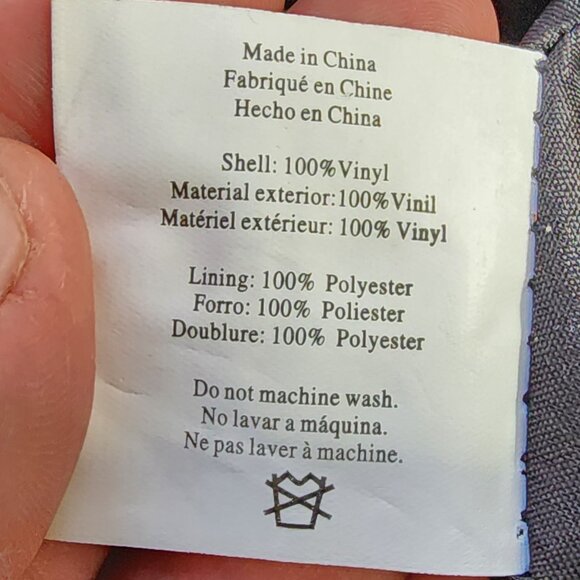 Made in China
Fabriqué en Chine
Hecho en China
Shell: 100%Vinyl
Material exterior:100%Vinil
Matériel extérieur: 100% Vinyl
Lining: 100% Polyester
Forro: 100% Poliester
Doublure: 100% Polyester
Do not machine wash.
No lavar a máquina.
Ne pas laver à machine.